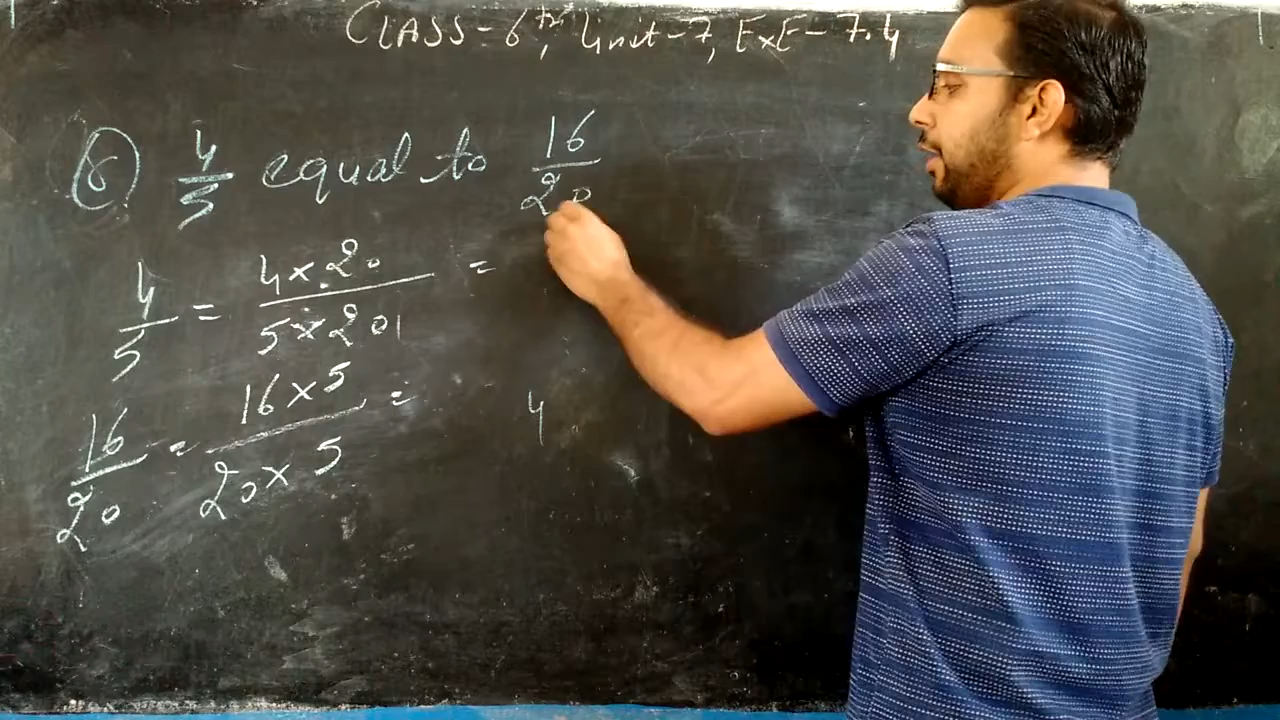 CLASS-6th, Unit-7, ExE-7.4
(8) 4/5 equal to 16/20
4/5 = 4×20/5×20 =
16/20 = 16×5/20×5 = 4